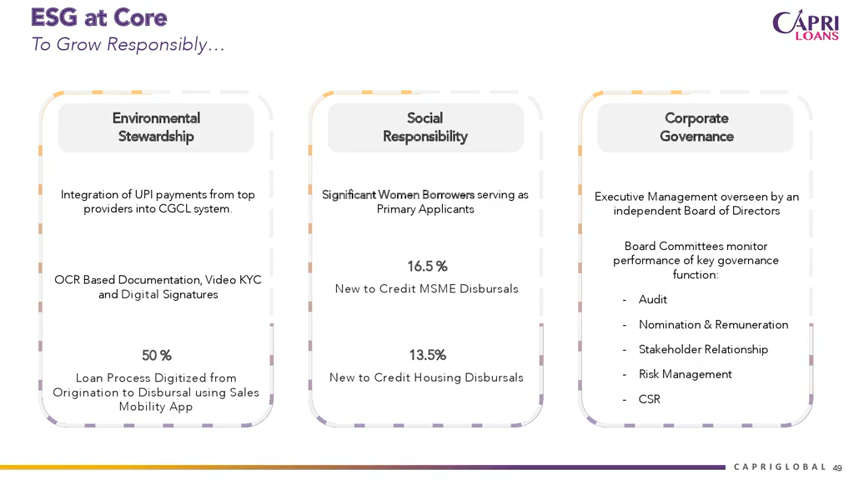 ESG at Core
To Grow Responsibly…
CAPRI
LOANS
Environmental
Stewardship
Integration of UPI payments from top
providers into CGCL system.
OCR Based Documentation, Video KYC
and Digital Signatures
50 %
Loan Process Digitized from
Origination to Disbursal using Sales
Mobility App
Social
Responsibility
Significant Women Borrowers serving as
Primary Applicants
16.5 %
New to Credit MSME Disbursals
13.5%
New to Credit Housing Disbursals
Corporate
Governance
Executive Management overseen by an
independent Board of Directors
Board Committees monitor
performance of key governance
function:
- Audit
- Nomination & Remuneration
- Stakeholder Relationship
- Risk Management
- CSR
CAPRIGLOBAL 49